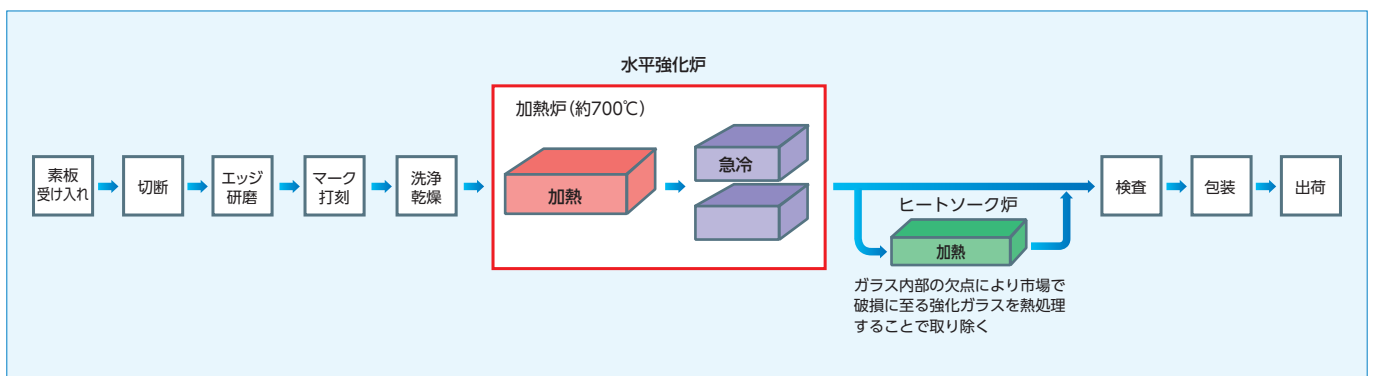 水平強化炉
素板
受け入れ
切断
エッジ
研磨
マーク
打刻
洗浄
乾燥
加熱炉（約700℃）
加熱
急冷
ヒートソーク炉
加熱
ガラス内部の欠点により市場で
破損に至る強化ガラスを熱処理
することで取り除く
検査
包装
出荷